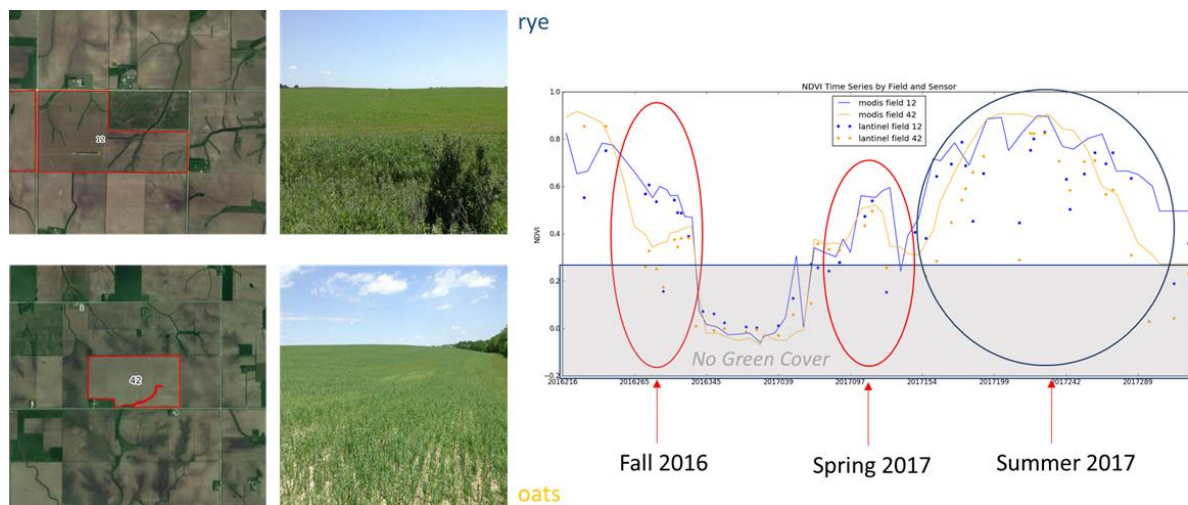 rye
12
42
oats
NDVI Time Series by Field and Sensor
modis field 12
modis field 42
lantinel field 12
lantinel field 42
NDVI
1.0
0.8
0.6
0.4
0.2
0.0
−0.2
No Green Cover
2016216 2016265 2016345 2017039 2017097 2017154 2017199 2017242 2017289
Fall 2016 Spring 2017 Summer 2017